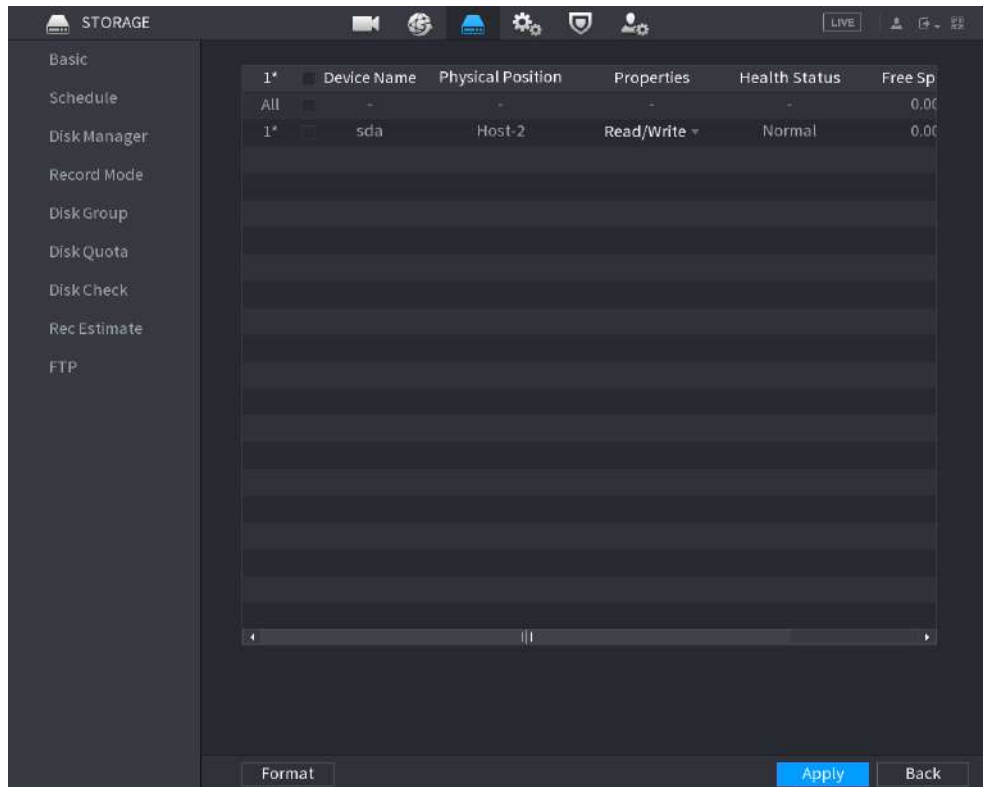 STORAGE
LIVE
Basic
Schedule
Disk Manager
Record Mode
Disk Group
Disk Quota
Disk Check
Rec Estimate
FTP
1* Device Name Physical Position Properties Health Status Free Sp
All - - - - 0.00
1* sda Host-2 Read/Write Normal 0.00
Format
Apply
Back